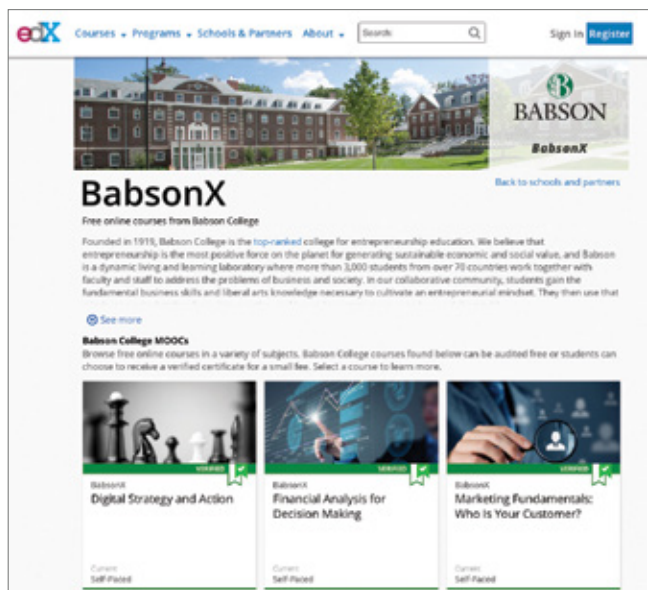 edX Courses Programs Schools & Partners About Search: Sign In Register
BABSON
BabsonX
Back to schools and partners
BabsonX
Free online courses from Babson College
Founded in 1919, Babson College is the top-ranked college for entrepreneurship education. We believe that
entrepreneurship is the most positive force on the planet for generating sustainable economic and social value, and Babson
is a dynamic living and learning laboratory where more than 3,000 students from over 70 countries work together with
faculty and staff to address the problems of business and society. In our collaborative community, students gain the
fundamental business skills and liberal arts knowledge necessary to cultivate an entrepreneurial mindset. They then use that
See more
Babson College MOOCs
Browse free online courses in a variety of subjects. Babson College courses found below can be audited free or students can
choose to receive a verified certificate for a small fee. Select a course to learn more.
VERIFIED
BabsonX
Digital Strategy and Action
Current
Self-Paced
VERIFIED
BabsonX
Financial Analysis for
Decision Making
Current
Self-Paced
VERIFIED
BabsonX
Marketing Fundamentals:
Who Is Your Customer?
Current
Self-Paced